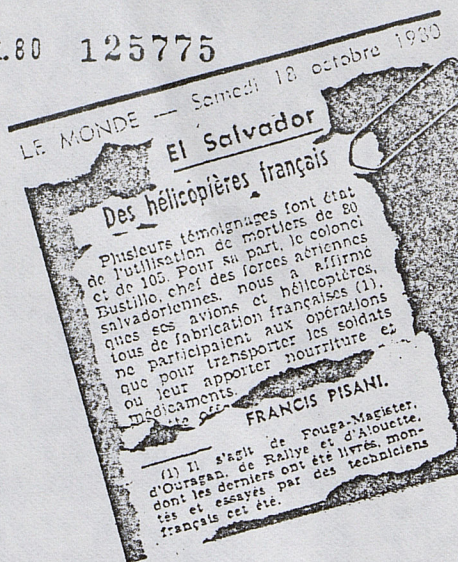 .80 125775
LE MONDE — Samedi 18 octobre 1980
El Salvador
Des hélicoptères français
Plusieurs témoignages font état
de l'utilisation de mortiers de 80
et de 105. Pour sa part, le colonel
Bustillo, chef des forces aériennes
salvadoriennes, nous a affirmé
ques ses avions et hélicoptères,
tous de fabrication françaises (1),
ne participaient aux opérations
que pour transporter les soldats
ou leur apporter nourriture et
médicaments.
FRANCIS PISANI.
(1) Il s'agit de Fouga-Magister,
d'Ouragan, de Rallye et d'Alouette,
dont les derniers ont été livrés, mon-
tés et essayés par des techniciens
français cet été.